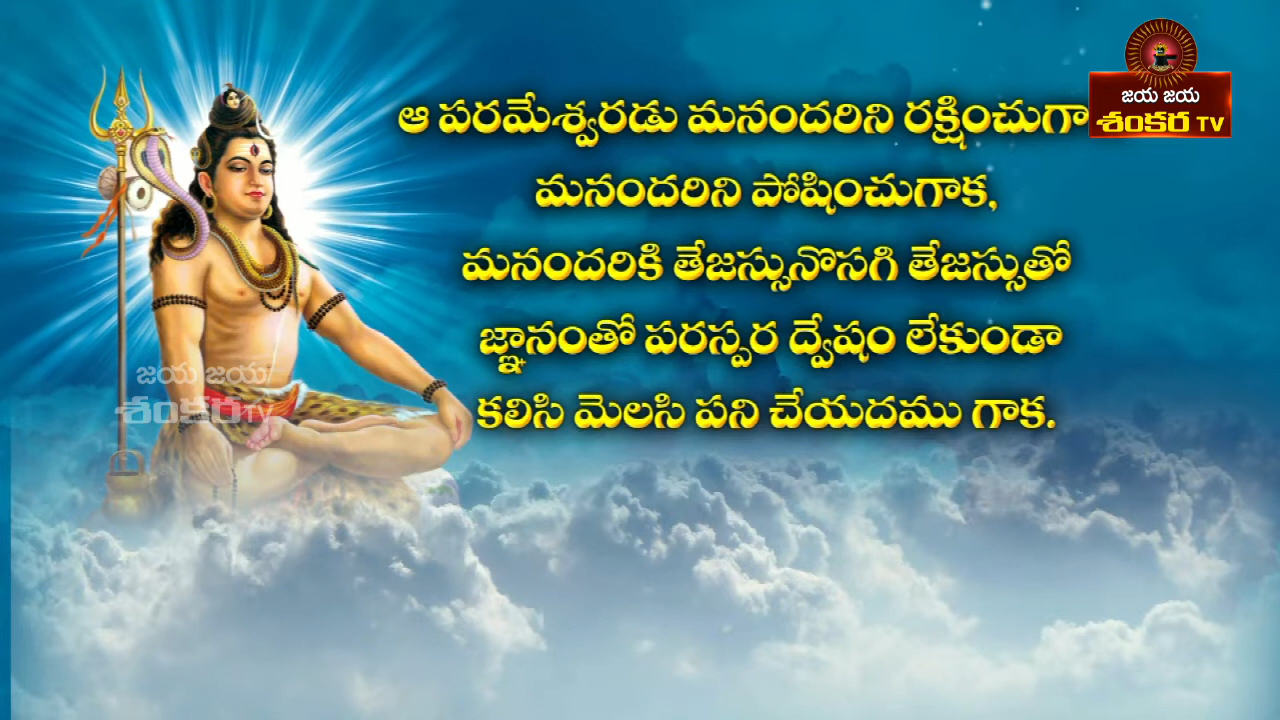 ఆ పరమేశ్వరడు మనందరిని రక్షించుగా
మనందరిని పోషించుగాక,
మనందరికి తేజస్సునొసగి తేజస్సుతో
జ్ఞానంతో పరస్పర ద్వేషం లేకుండా
కలిసి మెలసి పని చేయదము గాక.
జయ జయ
శంకర TV
జయ జయ
శంకర TV